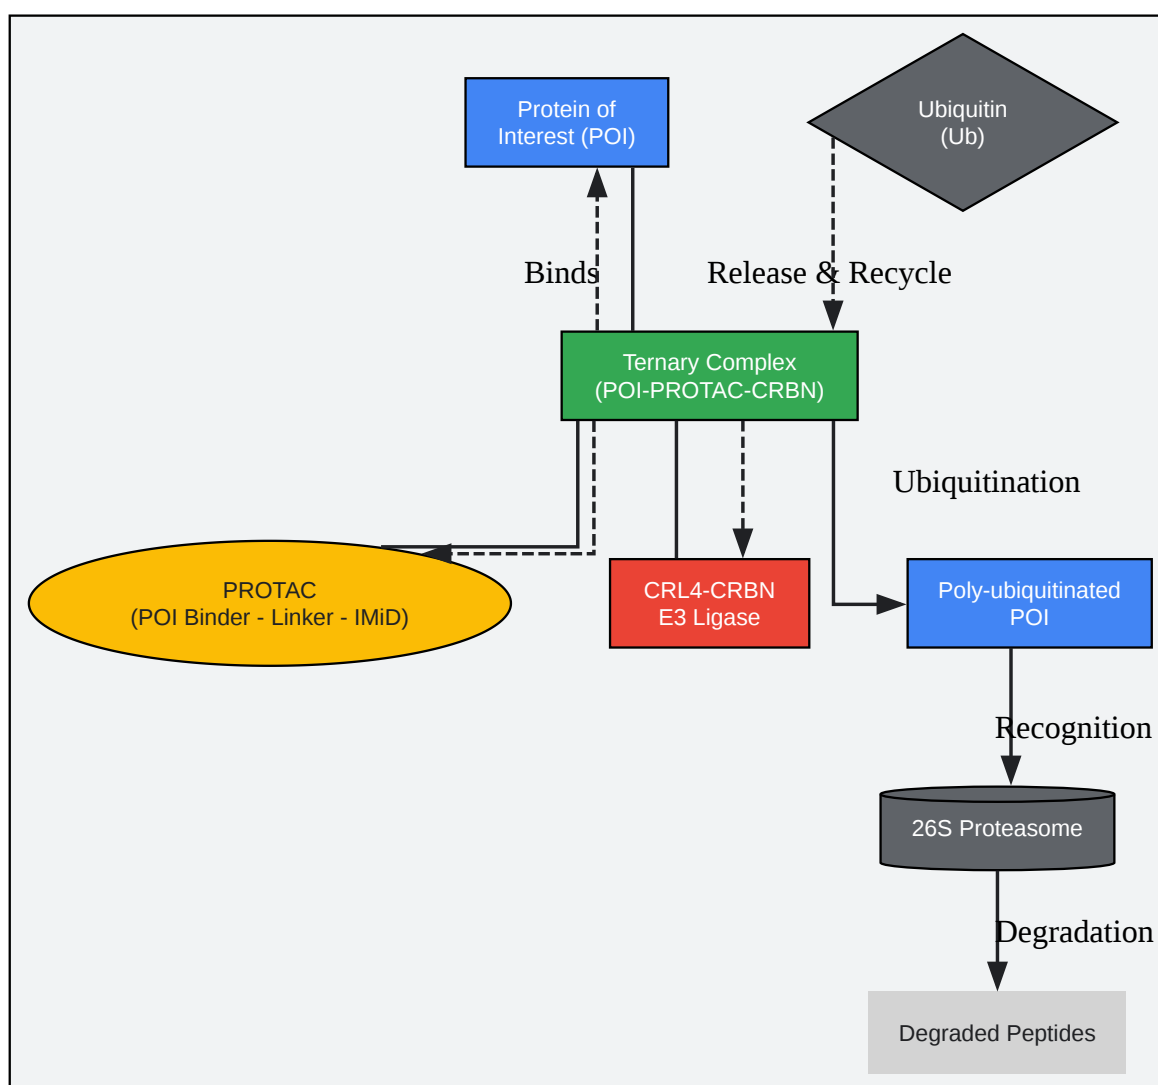 Protein of
Interest (POI)
Ubiquitin
(Ub)
Binds
Release & Recycle
Ternary Complex
(POI-PROTAC-CRBN)
Ubiquitination
PROTAC
(POI Binder - Linker - IMiD)
CRL4-CRBN
E3 Ligase
Poly-ubiquitinated
POI
Recognition
26S Proteasome
Degradation
Degraded Peptides